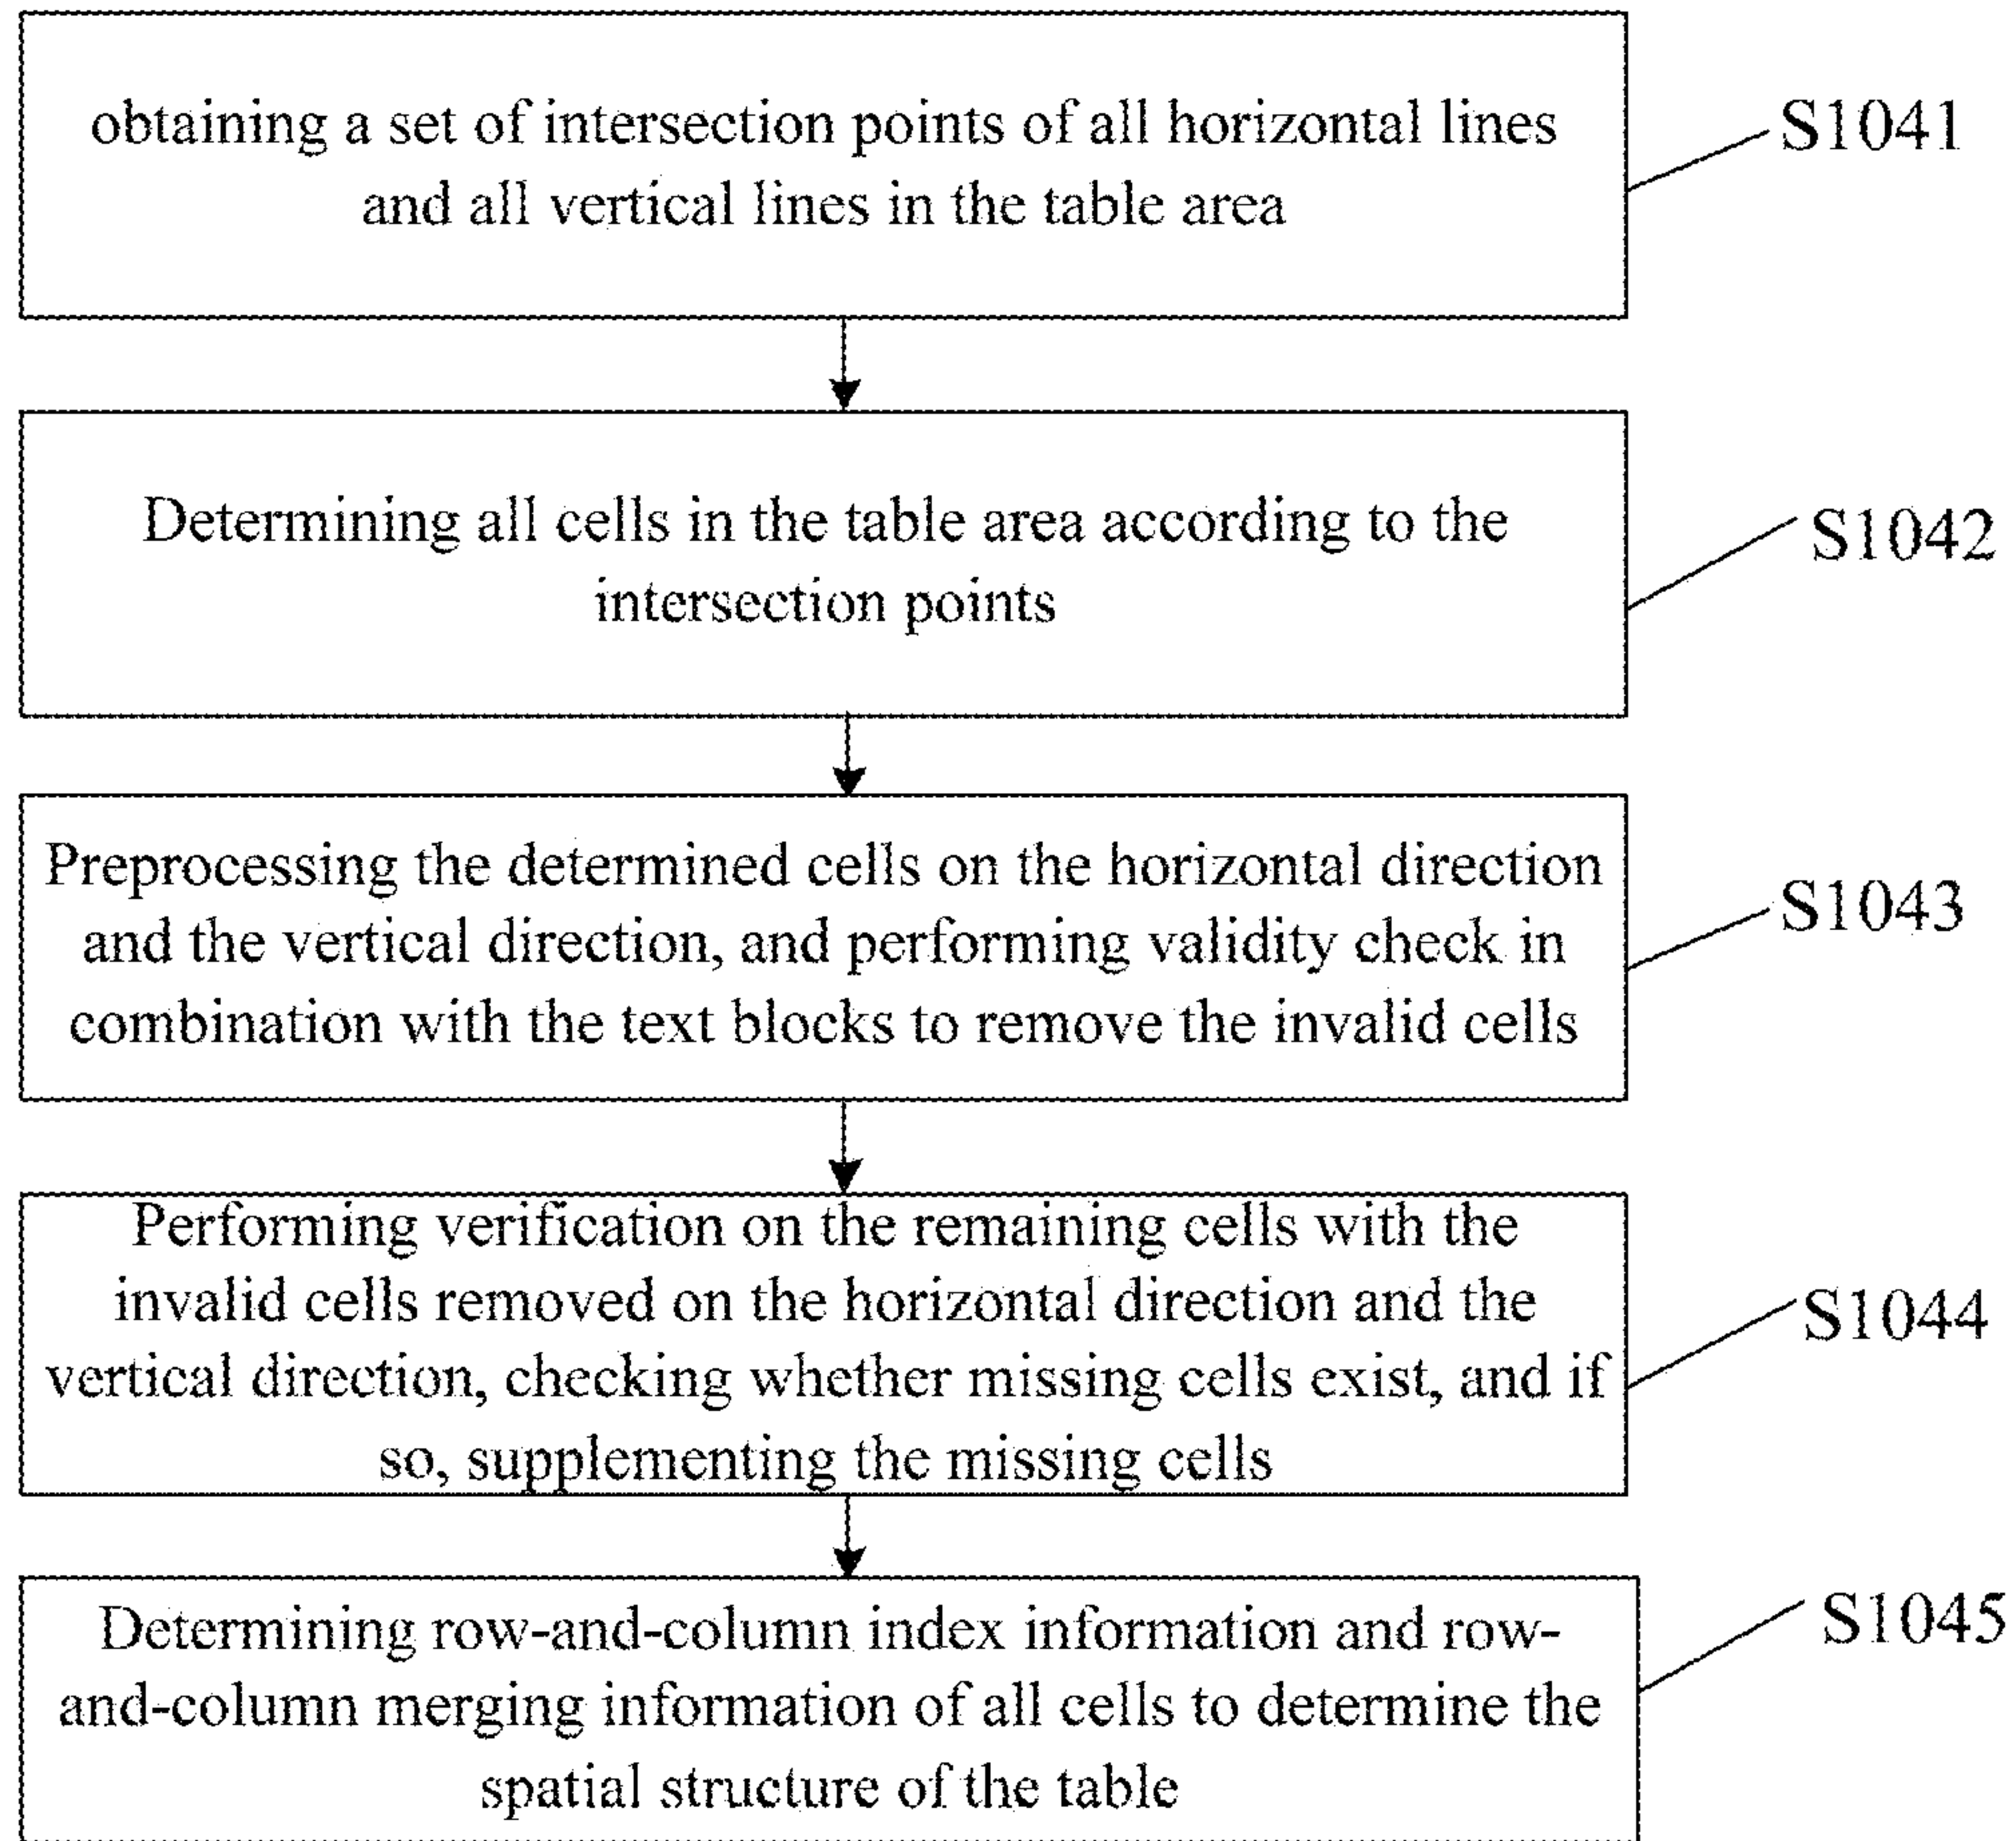 obtaining a set of intersection points of all horizontal lines
and all vertical lines in the table area
S1041
Determining all cells in the table area according to the
intersection points
S1042
Preprocessing the determined cells on the horizontal direction
and the vertical direction, and performing validity check in
combination with the text blocks to remove the invalid cells
S1043
Performing verification on the remaining cells with the
invalid cells removed on the horizontal direction and the
vertical direction, checking whether missing cells exist, and if
so, supplementing the missing cells
S1044
Determining row-and-column index information and row-
and-column merging information of all cells to determine the
spatial structure of the table
S1045